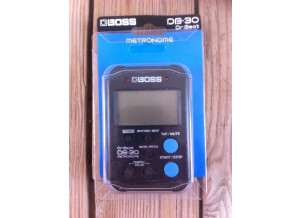 BOSS
DB-30
Dr.Beat
METRONOME
BOSS
RHYTHM / BEAT
TAP / MUTE
Dr.Beat
DB-30
METRONOME
START / STOP